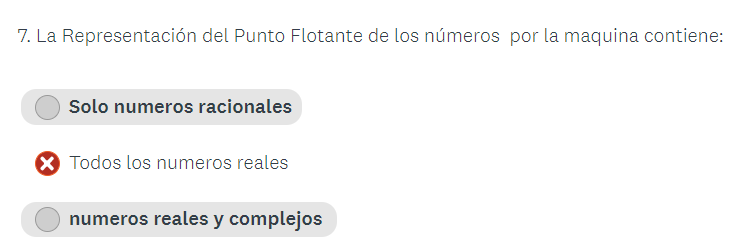 7. La Representación del Punto Flotante de los números por la maquina contiene:
Solo numeros racionales
Todos los numeros reales
numeros reales y complejos